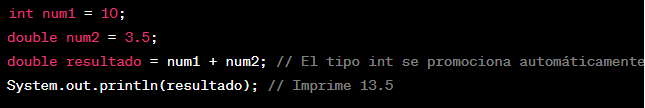 int num1 = 10;
double num2 = 3.5;
double resultado = num1 + num2; // El tipo int se promociona automáticamente
System.out.println(resultado); // Imprime 13.5